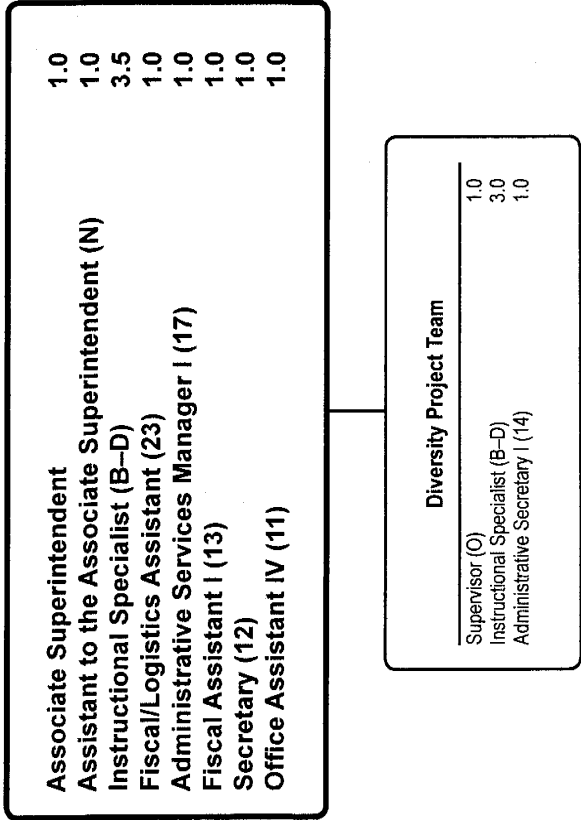 Associate Superintendent 1.0
Assistant to the Associate Superintendent (N) 1.0
Instructional Specialist (B–D) 3.5
Fiscal/Logistics Assistant (23) 1.0
Administrative Services Manager I (17) 1.0
Fiscal Assistant I (13) 1.0
Secretary (12) 1.0
Office Assistant IV (11) 1.0
Diversity Project Team
Supervisor (O) 1.0
Instructional Specialist (B–D) 3.0
Administrative Secretary I (14) 1.0